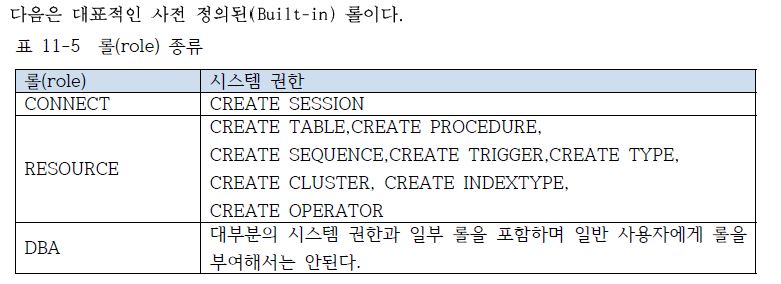 다음은 대표적인 사전 정의된(Built-in) 롤이다.
표 11-5 롤(role) 종류
롤(role) 시스템 권한
CONNECT CREATE SESSION
RESOURCE CREATE TABLE,CREATE PROCEDURE,
CREATE SEQUENCE,CREATE TRIGGER,CREATE TYPE,
CREATE CLUSTER, CREATE INDEXTYPE,
CREATE OPERATOR
DBA 대부분의 시스템 권한과 일부 롤을 포함하며 일반 사용자에게 롤을
부여해서는 안된다.